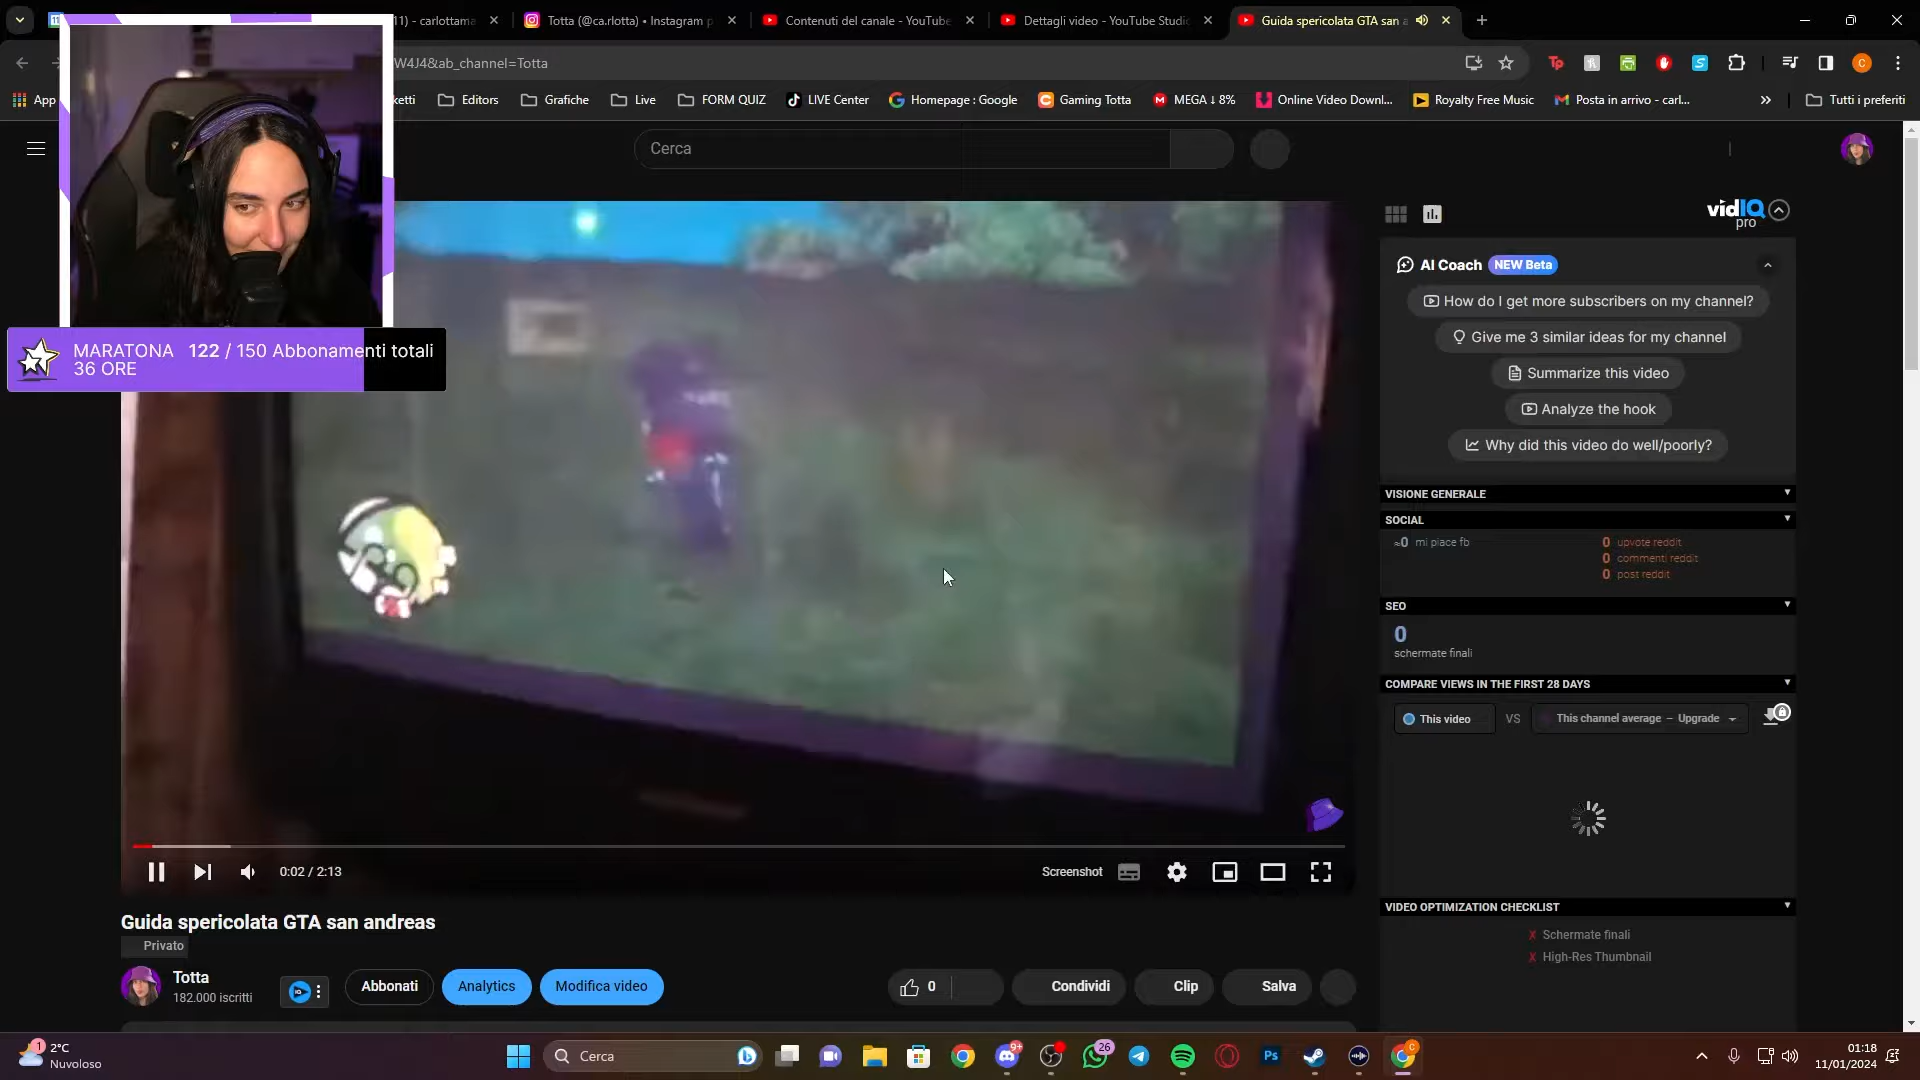 11) - carlottama
Totta (@ca.rlotta) • Instagram p
Contenuti del canale - YouTube
Dettagli video - YouTube Studio
Guida spericolata GTA san a
W4J4&ab_channel=Totta
App
ketti
Editors
Grafiche
Live
FORM QUIZ
LIVE Center
Homepage : Google
Gaming Totta
MEGA ↓ 8%
Online Video Downl...
Royalty Free Music
Posta in arrivo - carl...
Tutti i preferiti
Cerca
vidIQ
pro
AI Coach NEW Beta
How do I get more subscribers on my channel?
Give me 3 similar ideas for my channel
Summarize this video
Analyze the hook
Why did this video do well/poorly?
MARATONA 122 / 150 Abbonamenti totali
36 ORE
VISIONE GENERALE
SOCIAL
≈0 mi piace fb
0 upvote reddit
0 commenti reddit
0 post reddit
SEO
0
schermate finali
COMPARE VIEWS IN THE FIRST 28 DAYS
This video VS This channel average – Upgrade
0:02 / 2:13
Screenshot
VIDEO OPTIMIZATION CHECKLIST
X Schermate finali
X High-Res Thumbnail
Guida spericolata GTA san andreas
Privato
Totta
182.000 iscritti
Abbonati
Analytics
Modifica video
0
Condividi
Clip
Salva
1
2°C
Nuvoloso
Cerca
9+
26
Ps
C
01:18
11/01/2024